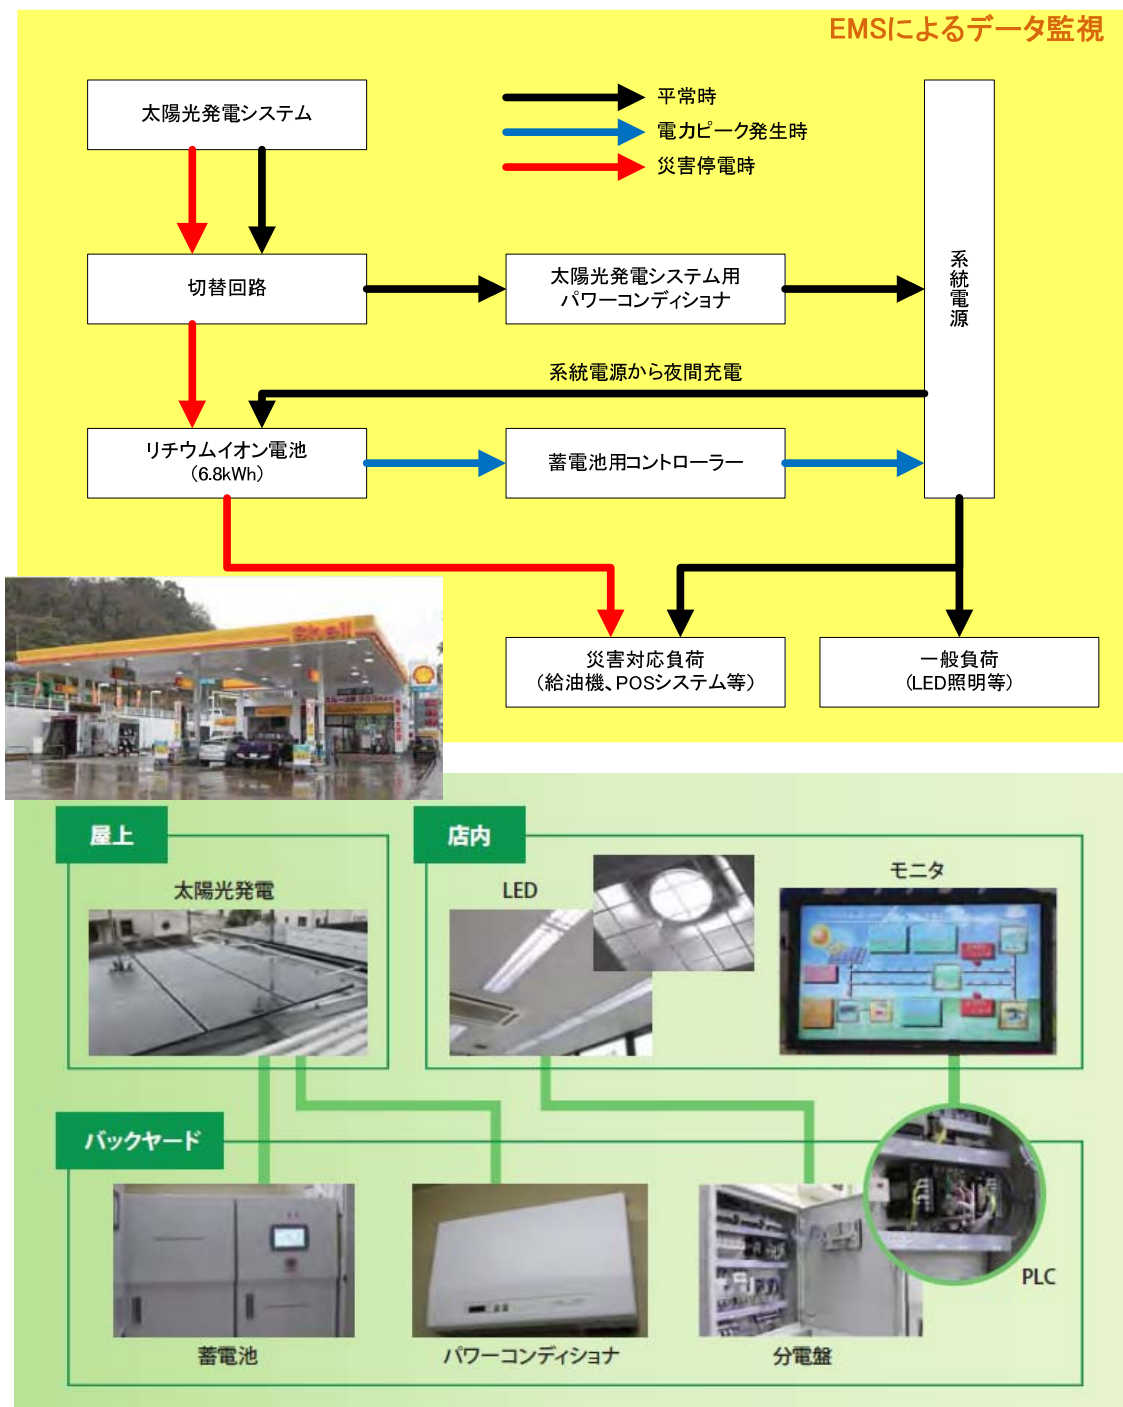 EMSによるデータ監視
太陽光発電システム
平常時
電力ピーク発生時
災害停電時
切替回路
太陽光発電システム用
パワーコンディショナ
系統電源
系統電源から夜間充電
リチウムイオン電池
(6.8kWh)
蓄電池用コントローラー
災害対応負荷
(給油機、POSシステム等)
一般負荷
(LED照明等)
Shell
屋上
太陽光発電
店内
LED
モニタ
バックヤード
蓄電池
パワーコンディショナ
分電盤
PLC